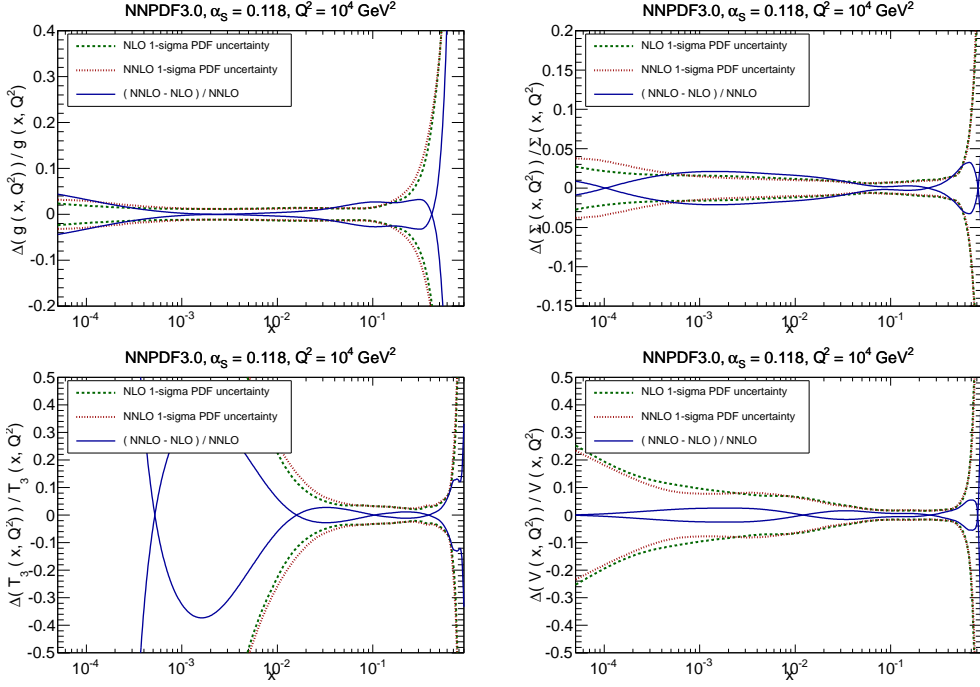 NNPDF3.0, α_S = 0.118, Q² = 10⁴ GeV²
Δ( g ( x, Q²) ) / g ( x, Q²)
0.4
0.3
0.2
0.1
0
-0.1
-0.2
NLO 1-sigma PDF uncertainty
NNLO 1-sigma PDF uncertainty
( NNLO - NLO ) / NNLO
10⁻⁴
10⁻³
10⁻²
10⁻¹
x
NNPDF3.0, α_S = 0.118, Q² = 10⁴ GeV²
Δ( Σ ( x, Q²) ) / Σ ( x, Q²)
0.2
0.15
0.1
0.05
0
-0.05
-0.1
-0.15
NLO 1-sigma PDF uncertainty
NNLO 1-sigma PDF uncertainty
( NNLO - NLO ) / NNLO
10⁻⁴
10⁻³
10⁻²
10⁻¹
x
NNPDF3.0, α_S = 0.118, Q² = 10⁴ GeV²
Δ( T₃ ( x, Q²) ) / T₃ ( x, Q²)
0.5
0.4
0.3
0.2
0.1
0
-0.1
-0.2
-0.3
-0.4
-0.5
NLO 1-sigma PDF uncertainty
NNLO 1-sigma PDF uncertainty
( NNLO - NLO ) / NNLO
10⁻⁴
10⁻³
10⁻²
10⁻¹
x
NNPDF3.0, α_S = 0.118, Q² = 10⁴ GeV²
Δ( V ( x, Q²) ) / V ( x, Q²)
0.5
0.4
0.3
0.2
0.1
0
-0.1
-0.2
-0.3
-0.4
-0.5
NLO 1-sigma PDF uncertainty
NNLO 1-sigma PDF uncertainty
( NNLO - NLO ) / NNLO
10⁻⁴
10⁻³
10⁻²
10⁻¹
x